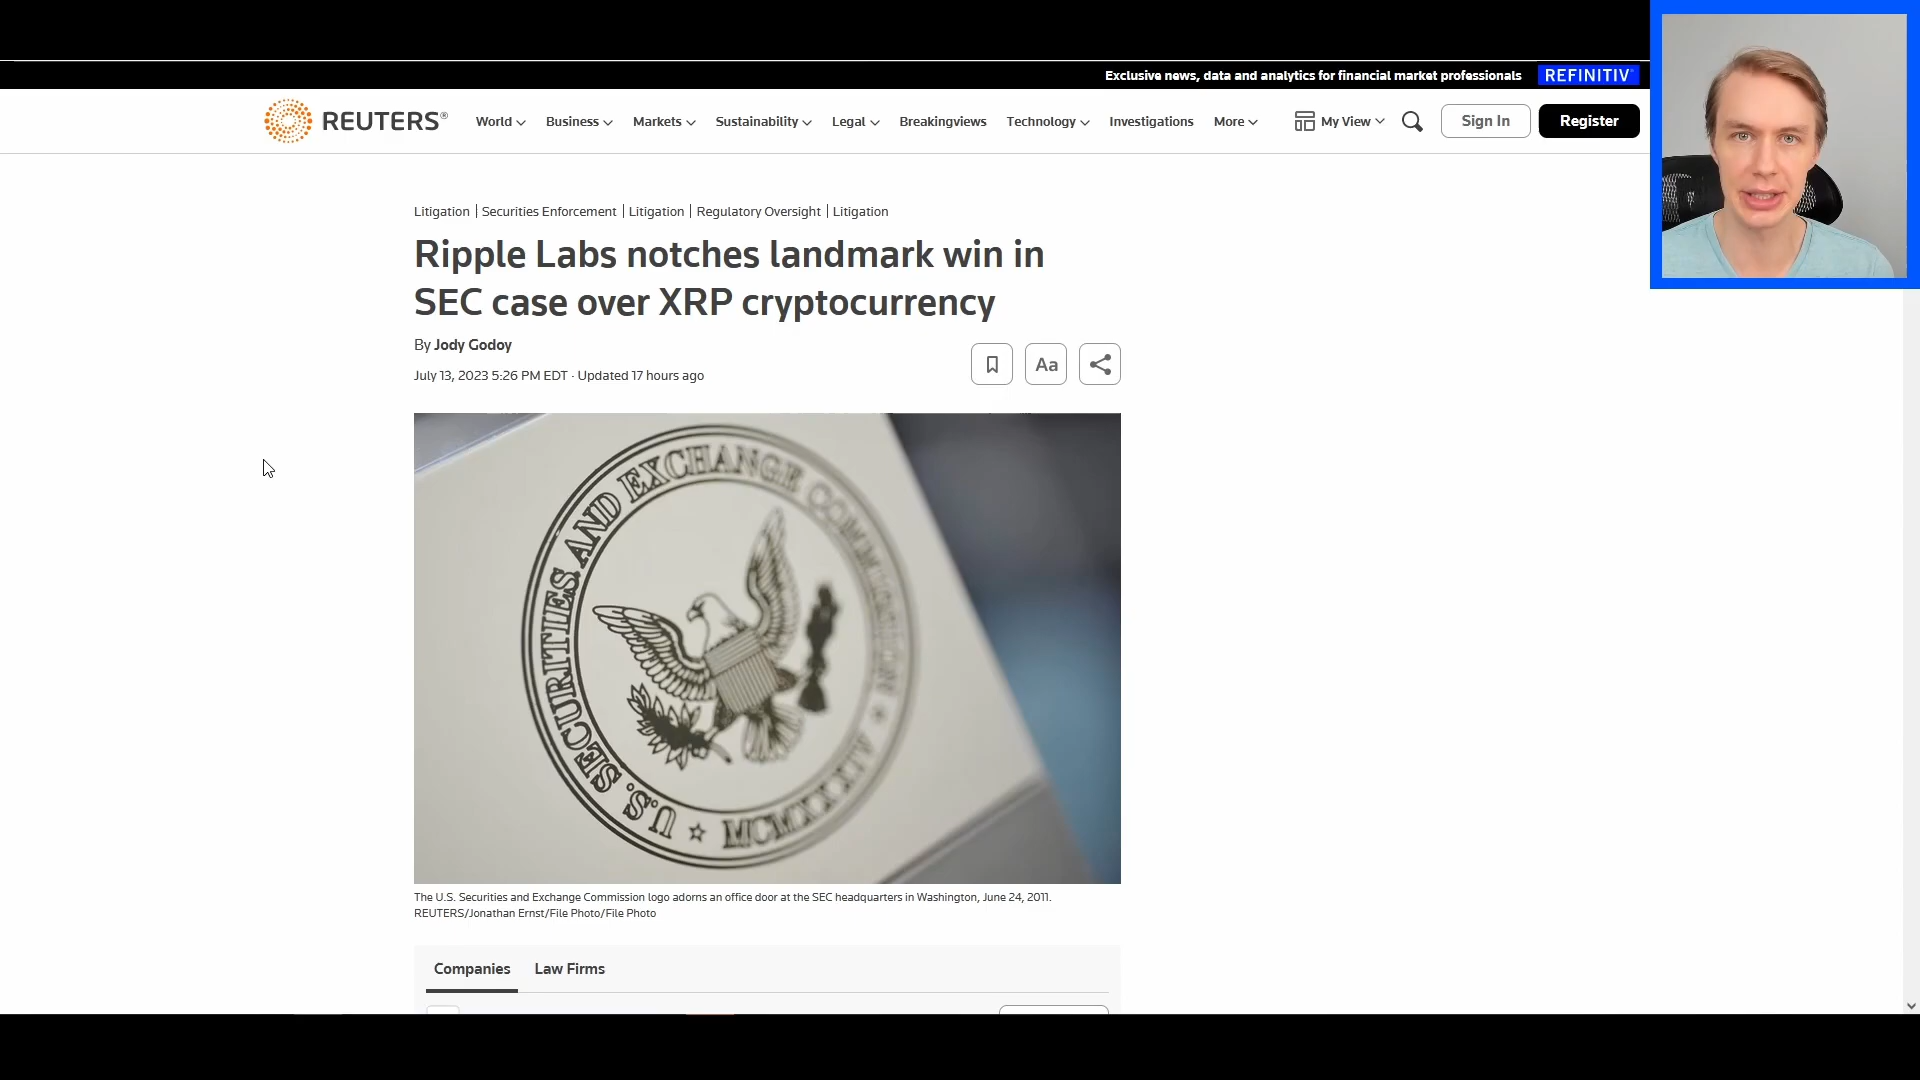 Exclusive news, data and analytics for financial market professionals REFINITIV
REUTERS® World Business Markets Sustainability Legal Breakingviews Technology Investigations More My View Sign In Register
Litigation | Securities Enforcement | Litigation | Regulatory Oversight | Litigation
Ripple Labs notches landmark win in
SEC case over XRP cryptocurrency
By Jody Godoy
July 13, 2023 5:26 PM EDT · Updated 17 hours ago
Aa
U.S. SECURITIES AND EXCHANGE COMMISSION
MCMXXXIV
The U.S. Securities and Exchange Commission logo adorns an office door at the SEC headquarters in Washington, June 24, 2011.
REUTERS/Jonathan Ernst/File Photo/File Photo
Companies Law Firms